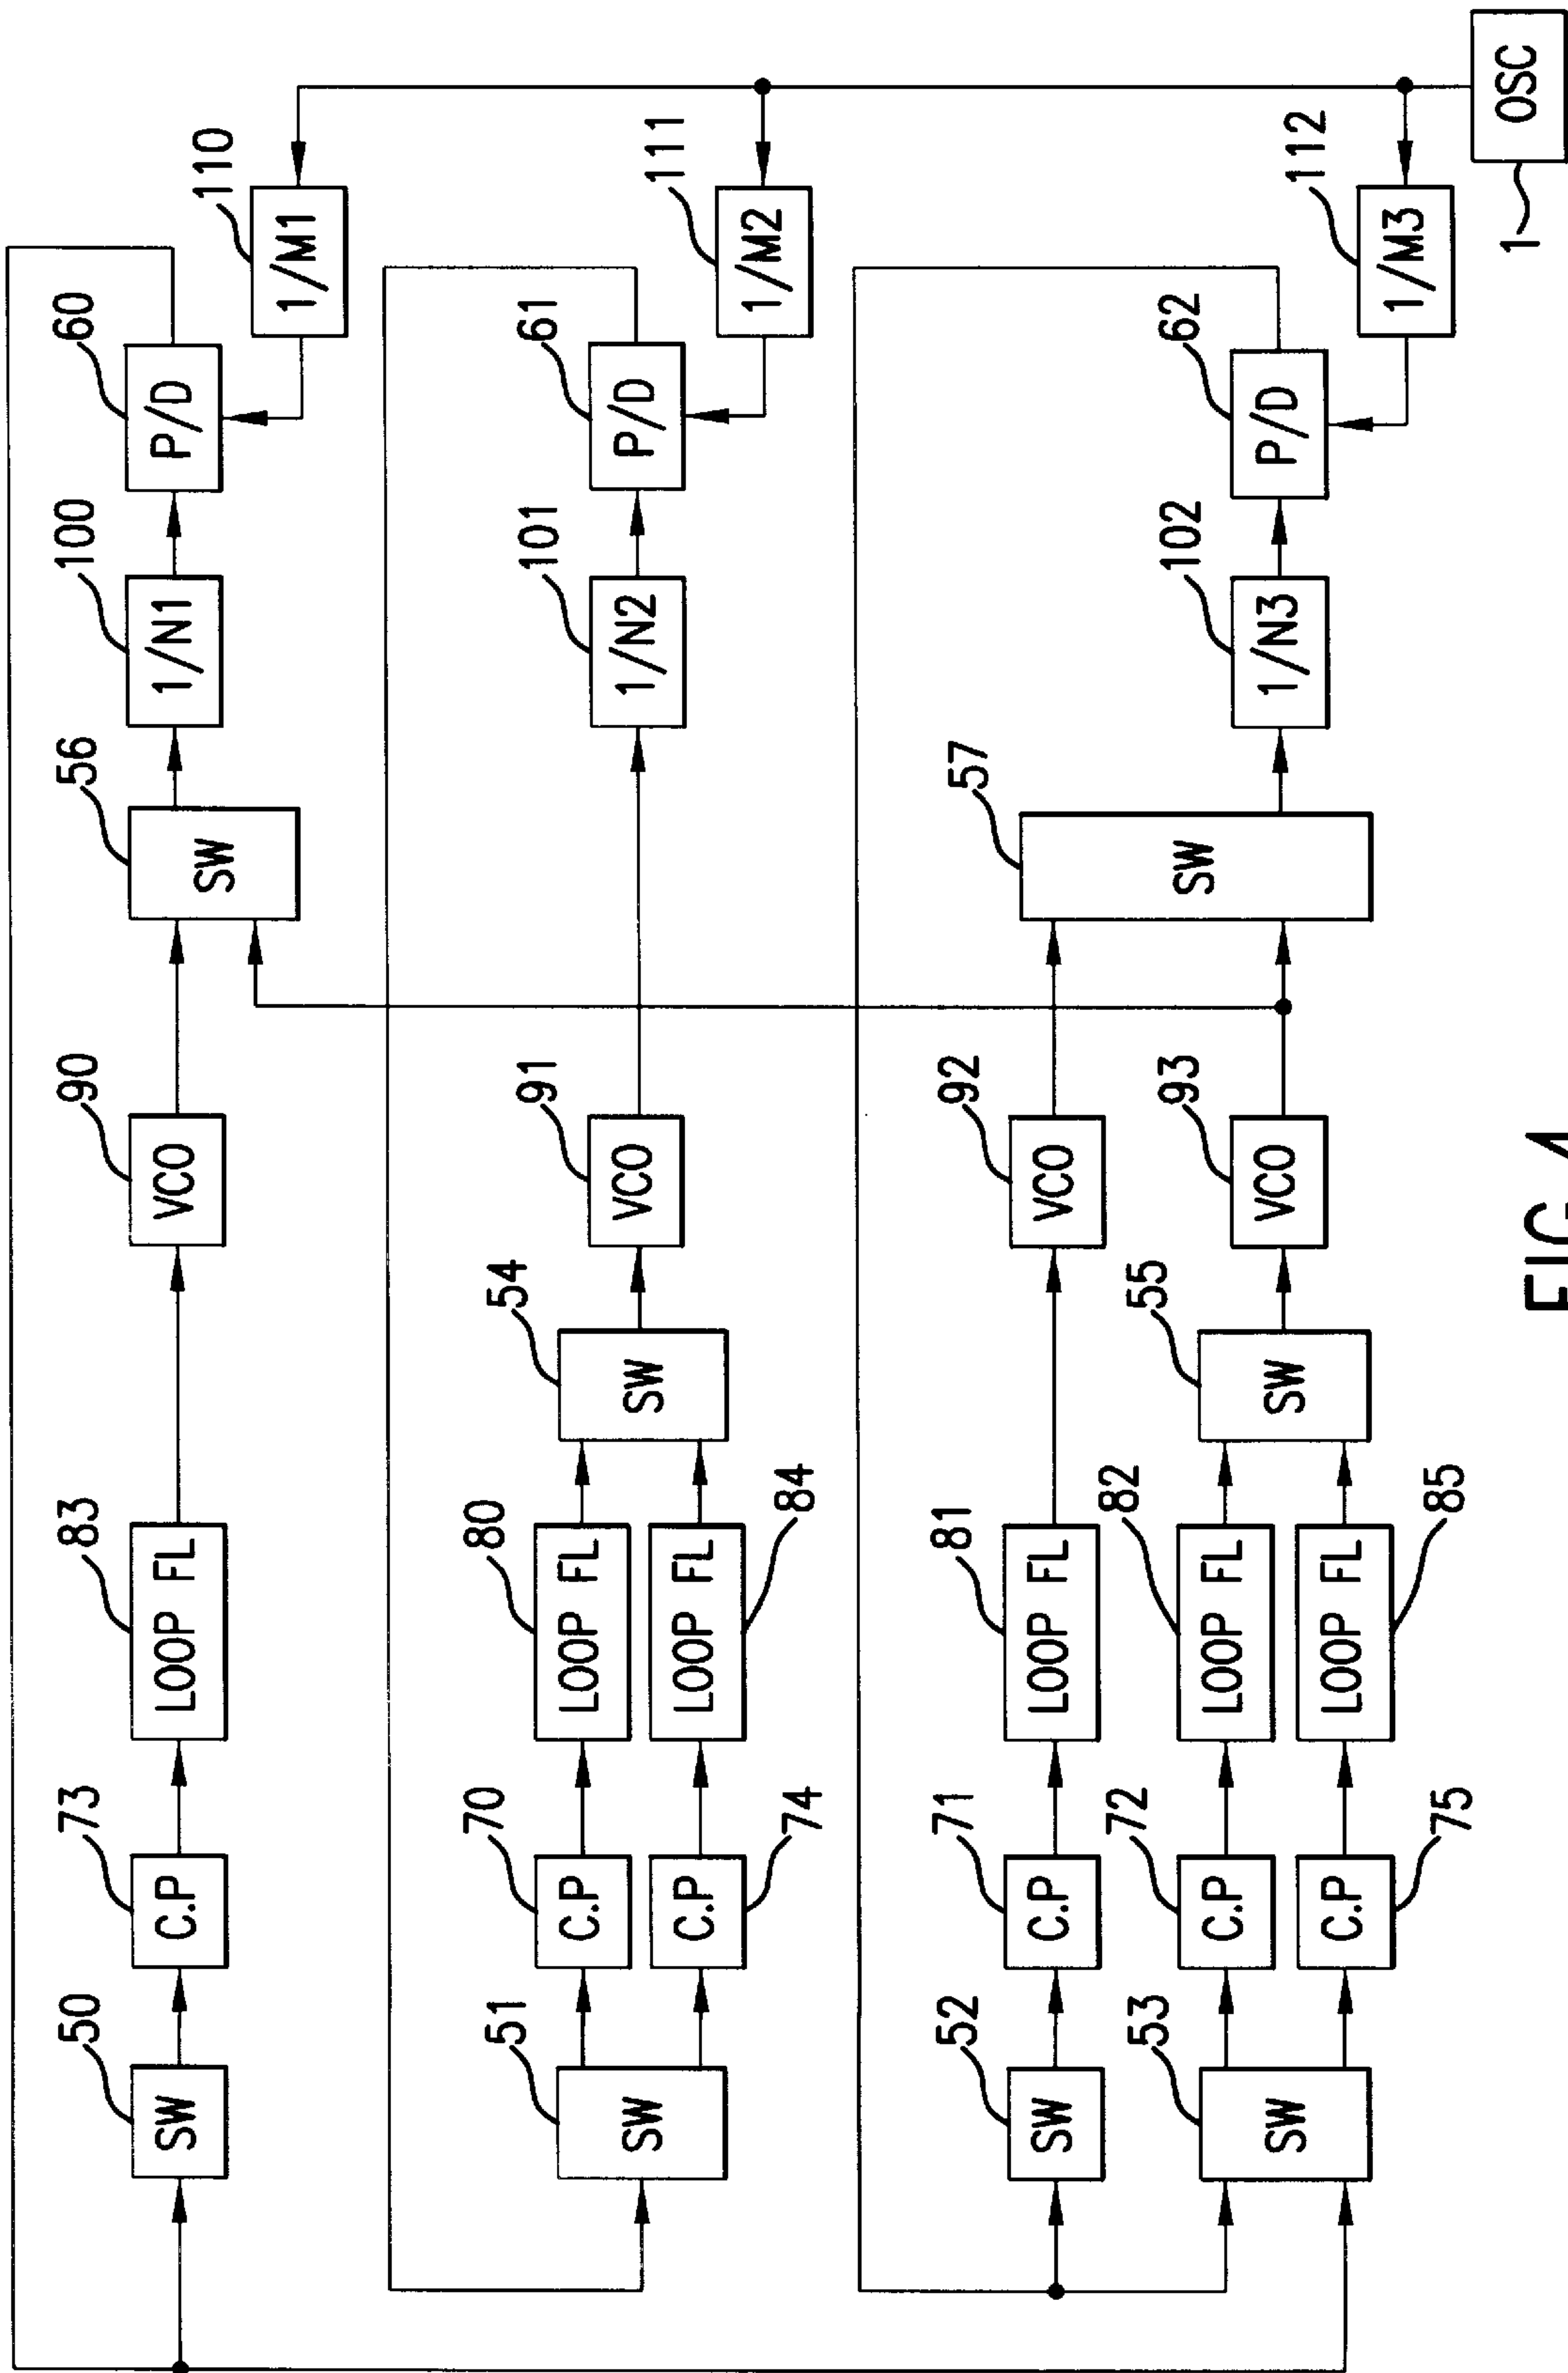 50
73
83
90
56
100
60
110
SW
C.P
LOOP FL
VCO
SW
1/N1
P/D
1/M1
51
70
80
54
91
101
61
111
SW
C.P
LOOP FL
SW
VCO
1/N2
P/D
1/M2
C.P
LOOP FL
74
84
52
71
81
92
57
SW
C.P
LOOP FL
VCO
SW
53
72
82
55
93
102
62
112
SW
C.P
LOOP FL
SW
VCO
1/N3
P/D
1/M3
C.P
LOOP FL
75
85
1
OSC
FIG.4